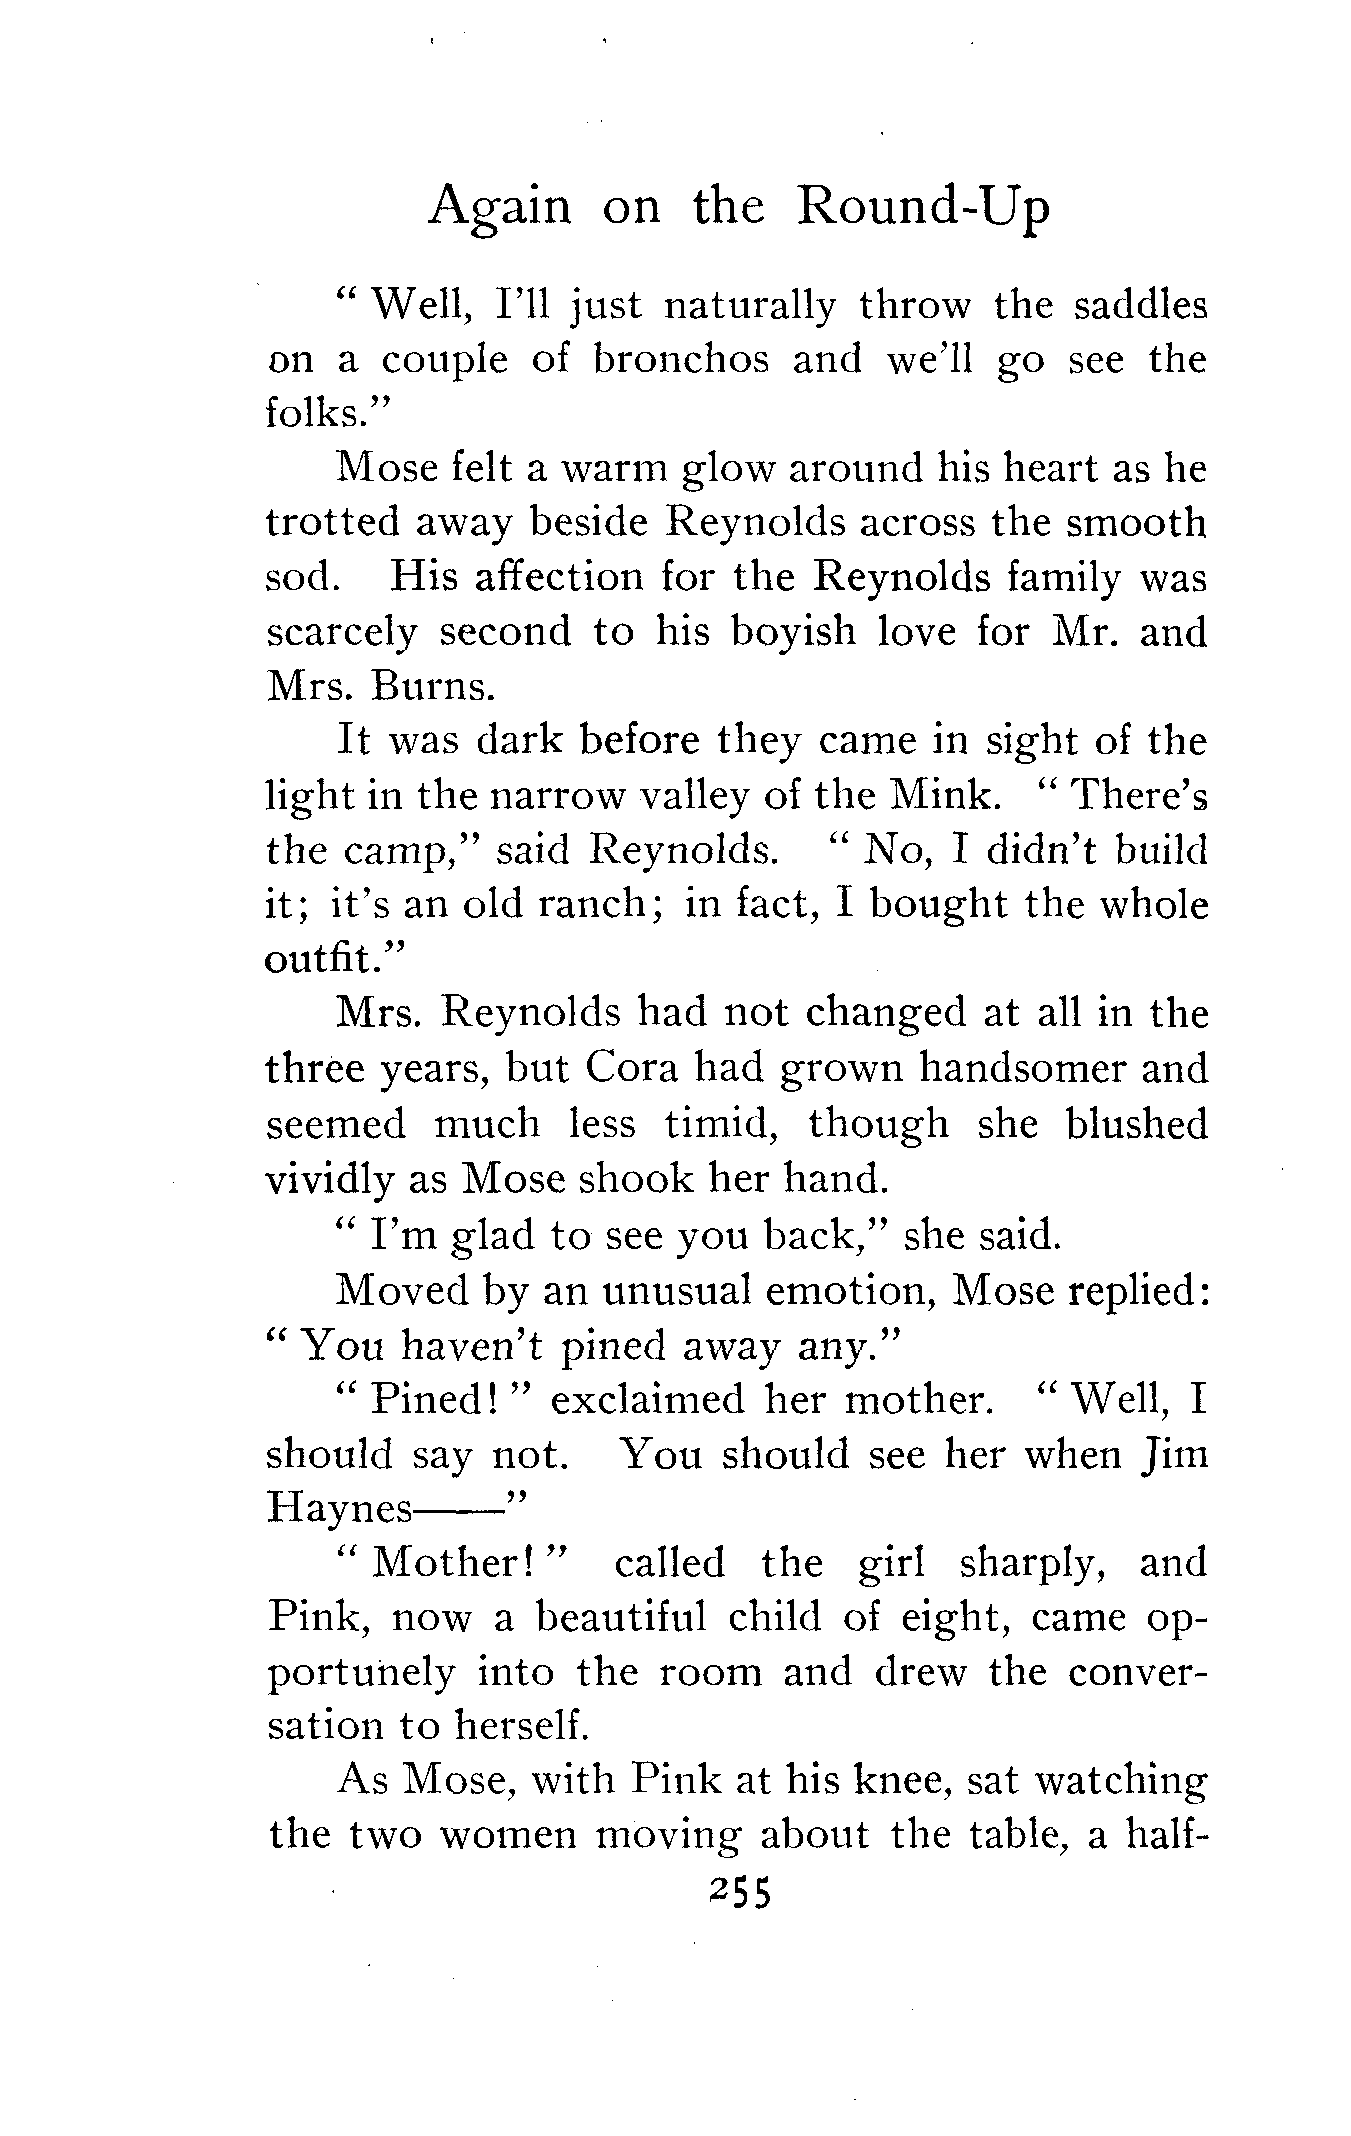 Again on the Round-Up
" Well, I'll just naturally throw the saddles
on a couple of bronchos and we'll go see the
folks."
Mose felt a warm glow around his heart as he
trotted away beside Reynolds across the smooth
sod. His affection for the Reynolds family was
scarcely second to his boyish love for Mr. and
Mrs. Burns.
It was dark before they came in sight of the
light in the narrow valley of the Mink. " There's
the camp," said Reynolds. " No, I didn't build
it; it's an old ranch; in fact, I bought the whole
outfit."
Mrs. Reynolds had not changed at all in the
three years, but Cora had grown handsomer and
seemed much less timid, though she blushed
vividly as Mose shook her hand.
" I'm glad to see you back," she said.
Moved by an unusual emotion, Mose replied:
" You haven't pined away any."
" Pined! " exclaimed her mother. " Well, I
should say not. You should see her when Jim
Haynes——"
" Mother! " called the girl sharply, and
Pink, now a beautiful child of eight, came op-
portunely into the room and drew the conver-
sation to herself.
As Mose, with Pink at his knee, sat watching
the two women moving about the table, a half-
255